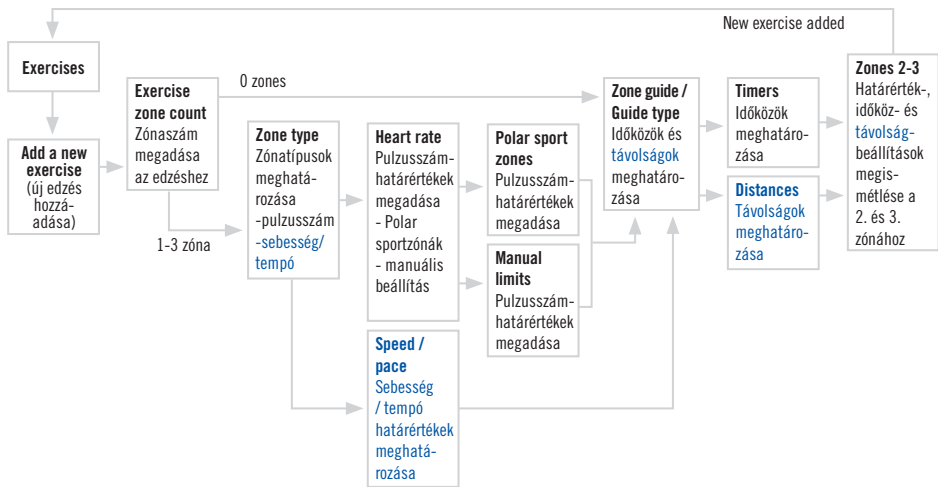 New exercise added
Exercises
Add a new
exercise
(új edzés
hozzá-
adása)
Exercise
zone count
Zónaszám
megadása
az edzéshez
0 zones
1-3 zóna
Zone type
Zónatípusok
meghatá-
rozása
-pulzusszám
-sebesség/
tempó
Heart rate
Pulzusszám-
határértékek
megadása
- Polar
sportzónák
- manuális
beállítás
Speed /
pace
Sebesség
/ tempó
határértékek
meghatá-
rozása
Polar sport
zones
Pulzusszám-
határértékek
megadása
Manual
limits
Pulzusszám-
határértékek
megadása
Zone guide /
Guide type
Időközök és
távolságok
meghatáro-
zása
Timers
Időközök
meghatáro-
zása
Distances
Távolságok
meghatáro-
zása
Zones 2-3
Határérték-,
időköz- és
távolság-
beállítások
megis-
métlése a
2. és 3.
zónához